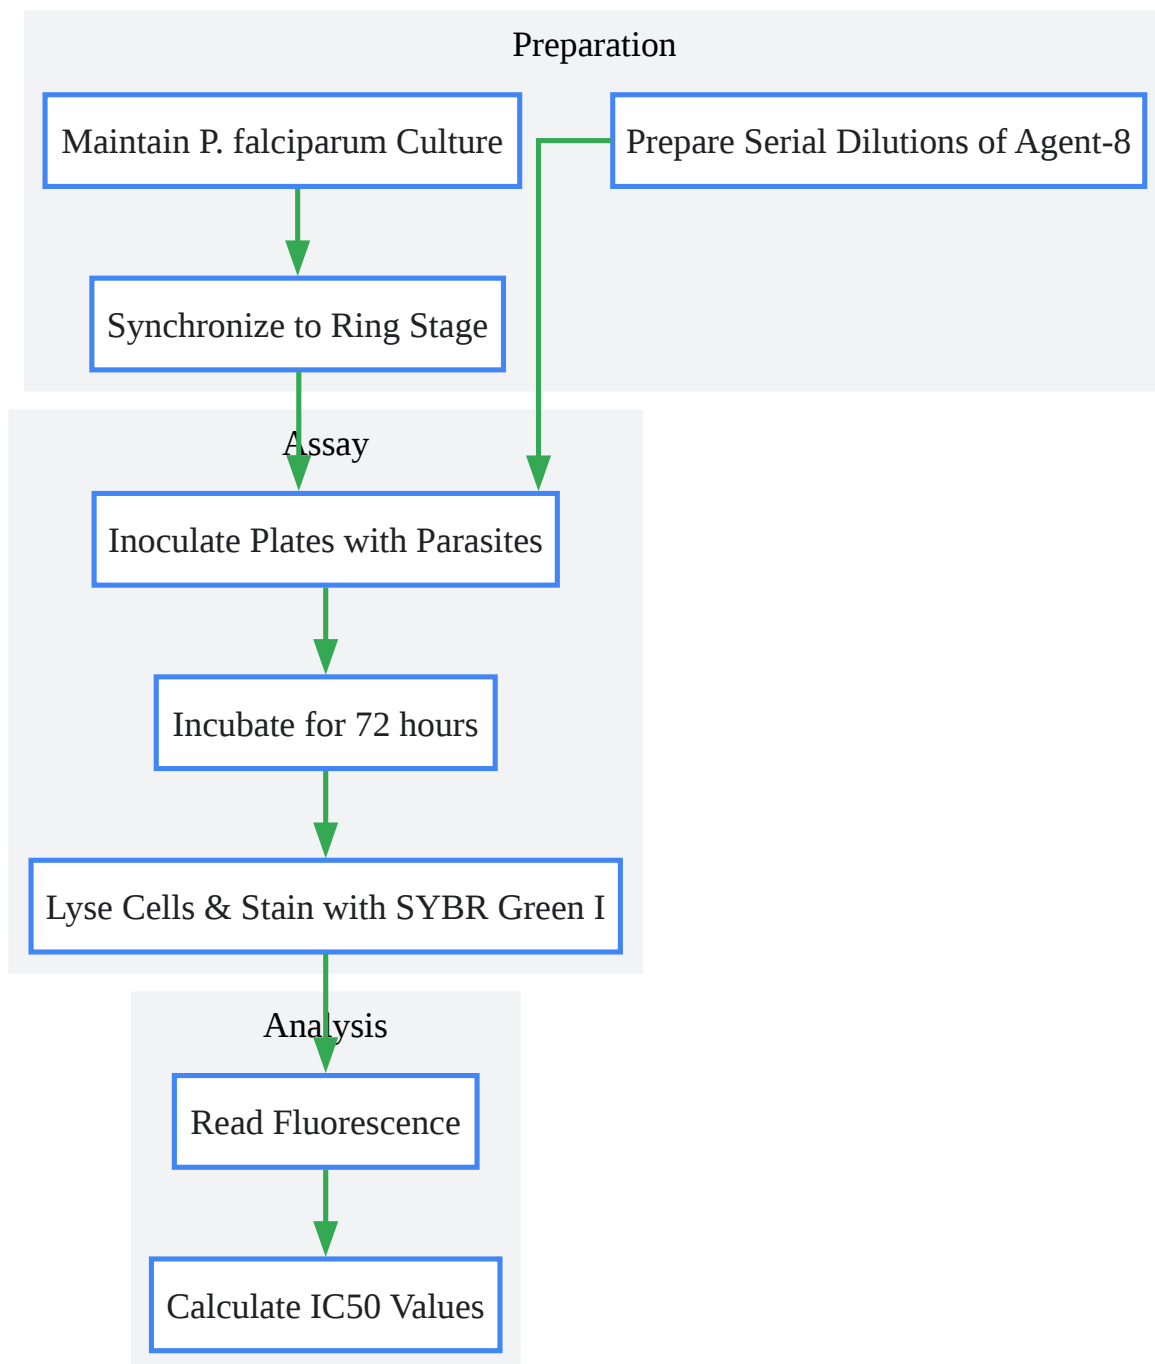 Preparation
Maintain P. falciparum Culture
Prepare Serial Dilutions of Agent-8
Synchronize to Ring Stage
Assay
Inoculate Plates with Parasites
Incubate for 72 hours
Lyse Cells & Stain with SYBR Green I
Analysis
Read Fluorescence
Calculate IC50 Values